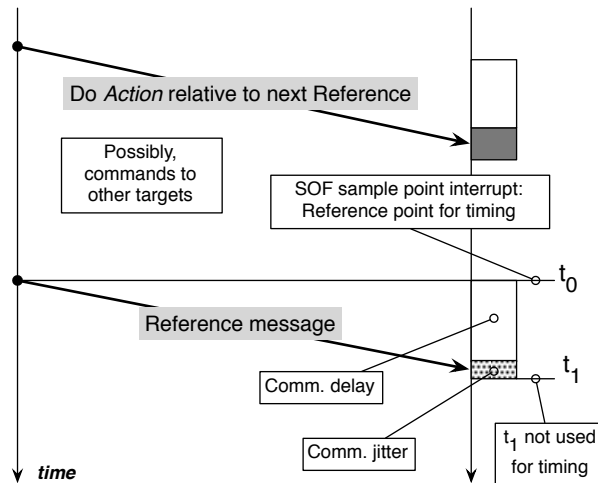 Do Action relative to next Reference
Possibly,
commands to
other targets
SOF sample point interrupt:
Reference point for timing
t0
Reference message
Comm. delay
t1
Comm. jitter
t1 not used
for timing
time